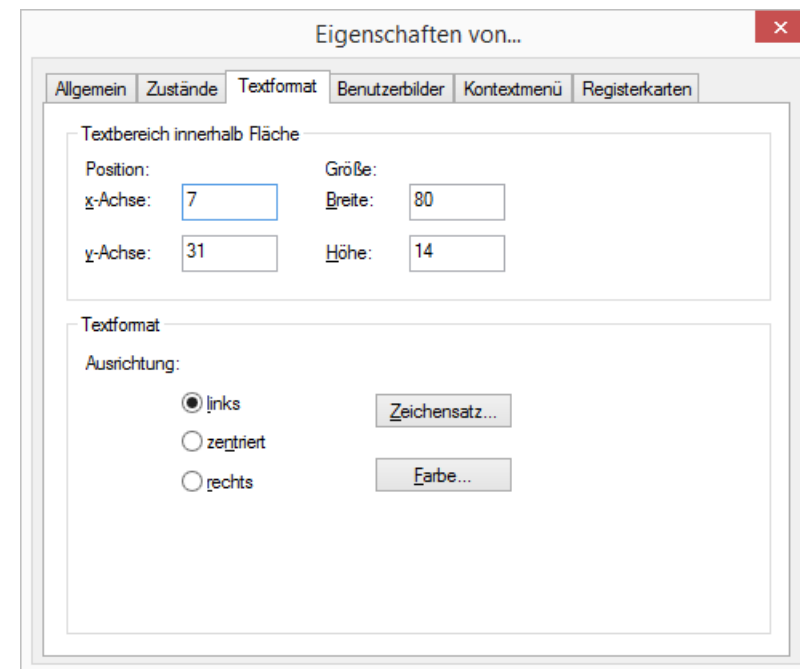 Eigenschaften von...
Allgemein Zustände Textformat Benutzerbilder Kontextmenü Registerkarten
Textbereich innerhalb Fläche
Position: Größe:
x-Achse: 7 Breite: 80
y-Achse: 31 Höhe: 14
Textformat
Ausrichtung:
links Zeichensatz...
zentriert
rechts Farbe...